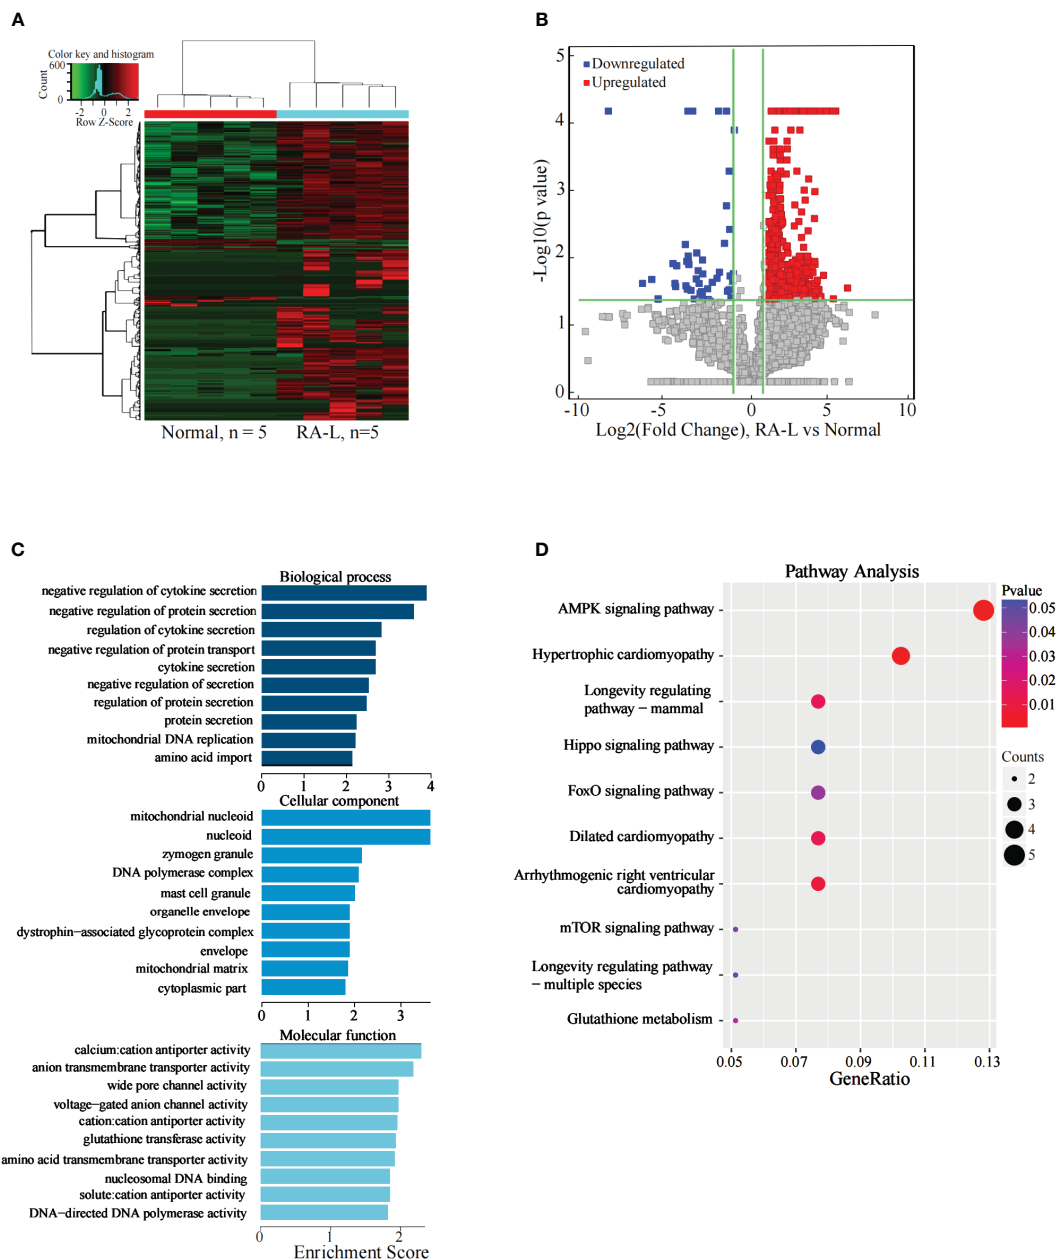 A
Color key and histogram
600
0
Count
-2 0 2
Row Z-Score
Normal, n = 5
RA-L, n=5
B
Downregulated
Upregulated
5
4
3
2
1
0
-Log10(p value)
-10 -5 0 5 10
Log2(Fold Change), RA-L vs Normal
C
Biological process
negative regulation of cytokine secretion
negative regulation of protein secretion
regulation of cytokine secretion
negative regulation of protein transport
cytokine secretion
negative regulation of secretion
regulation of protein secretion
protein secretion
mitochondrial DNA replication
amino acid import
0 1 2 3 4
Cellular component
mitochondrial nucleoid
nucleoid
zymogen granule
DNA polymerase complex
mast cell granule
organelle envelope
dystrophin−associated glycoprotein complex
envelope
mitochondrial matrix
cytoplasmic part
0 1 2 3
Molecular function
calcium:cation antiporter activity
anion transmembrane transporter activity
wide pore channel activity
voltage−gated anion channel activity
cation:cation antiporter activity
glutathione transferase activity
amino acid transmembrane transporter activity
nucleosomal DNA binding
solute:cation antiporter activity
DNA−directed DNA polymerase activity
0 1 2
Enrichment Score
D
Pathway Analysis
AMPK signaling pathway
Hypertrophic cardiomyopathy
Longevity regulating
pathway − mammal
Hippo signaling pathway
FoxO signaling pathway
Dilated cardiomyopathy
Arrhythmogenic right ventricular
cardiomyopathy
mTOR signaling pathway
Longevity regulating pathway
− multiple species
Glutathione metabolism
0.05 0.07 0.09 0.11 0.13
GeneRatio
Pvalue
0.05
0.04
0.03
0.02
0.01
Counts
2
3
4
5